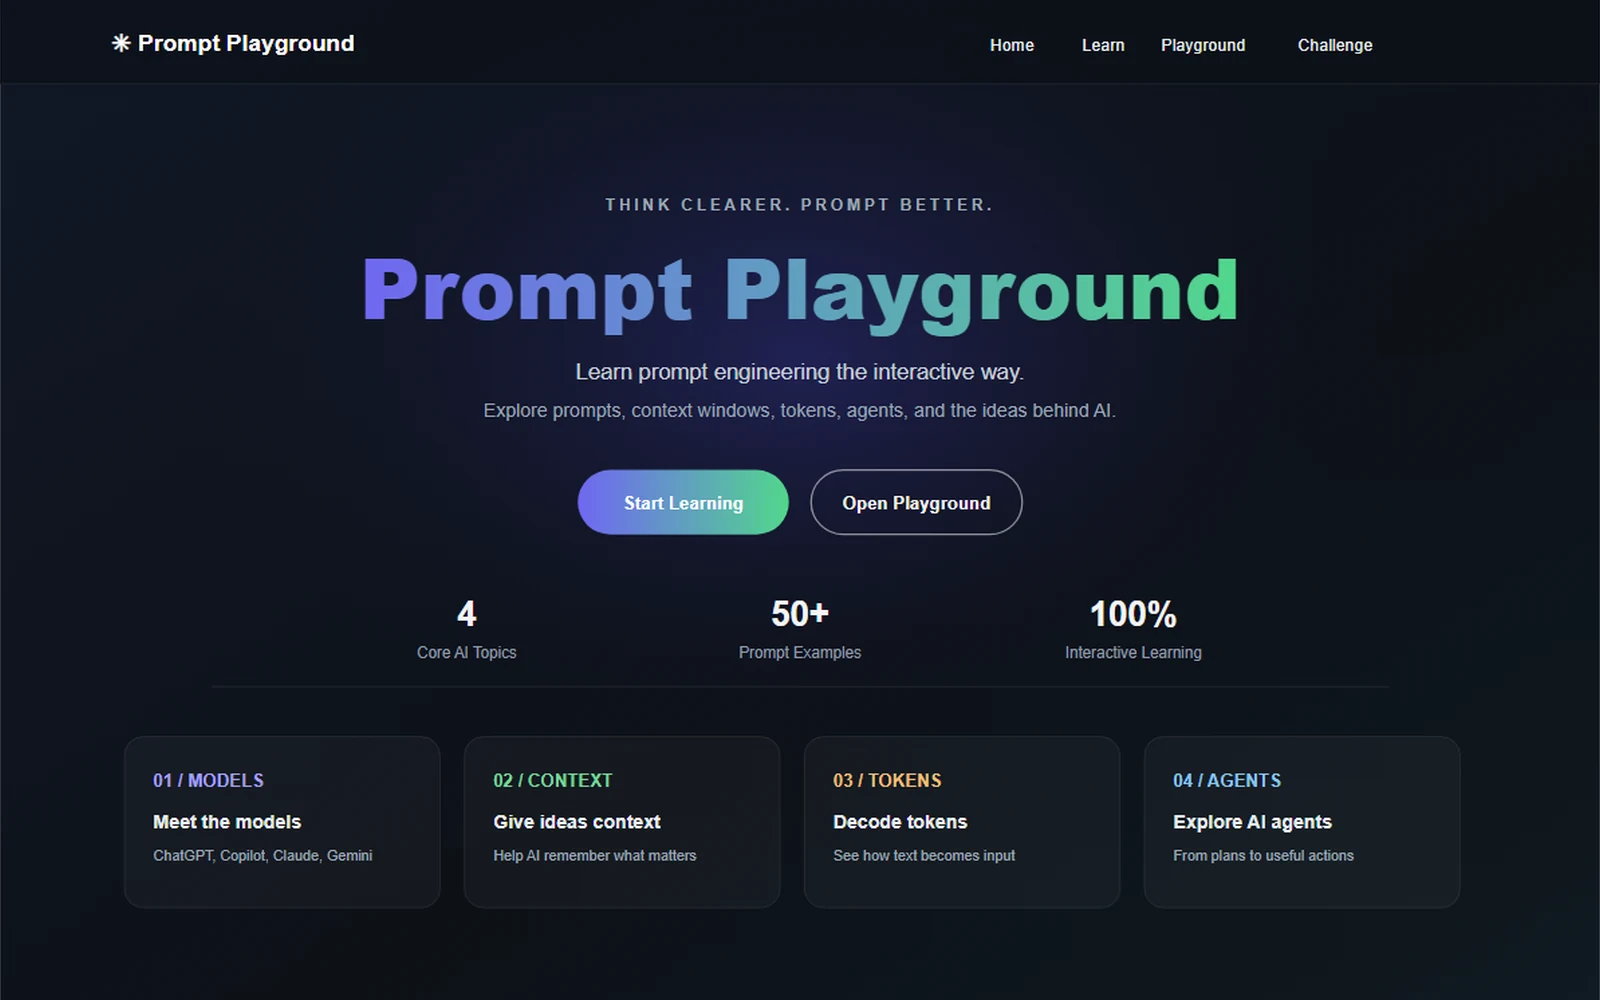 ✳ Prompt Playground
Home Learn Playground Challenge
THINK CLEARER. PROMPT BETTER.
Prompt Playground
Learn prompt engineering the interactive way.
Explore prompts, context windows, tokens, agents, and the ideas behind AI.
Start Learning Open Playground
4 50+ 100%
Core AI Topics Prompt Examples Interactive Learning
01 / MODELS
Meet the models
ChatGPT, Copilot, Claude, Gemini
02 / CONTEXT
Give ideas context
Help AI remember what matters
03 / TOKENS
Decode tokens
See how text becomes input
04 / AGENTS
Explore AI agents
From plans to useful actions